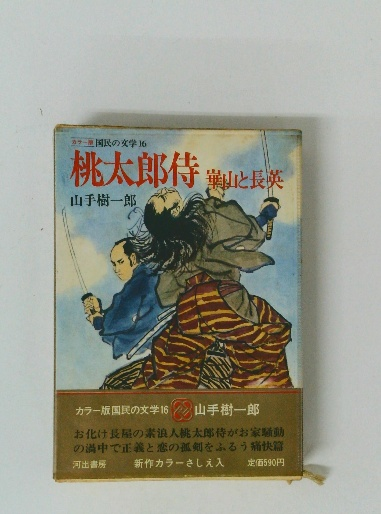 カラー版 国民の文学16
桃太郎侍 崋山と長英
山手樹一郎
カラー版国民の文学16 山手樹一郎
お化け長屋の素浪人桃太郎侍がお家騒動
の渦中で正義と恋の孤剣をふるう痛快篇
河出書房 新作カラーさしえ入 定価590円